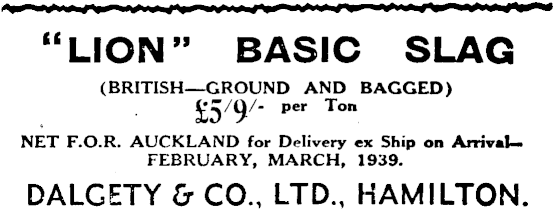 “LION” BASIC SLAG
(BRITISH—GROUND AND BAGGED)
£5/9/- per Ton
NET F.O.R. AUCKLAND for Delivery ex Ship on Arrival—
FEBRUARY, MARCH, 1939.
DALGETY & CO., LTD., HAMILTON.